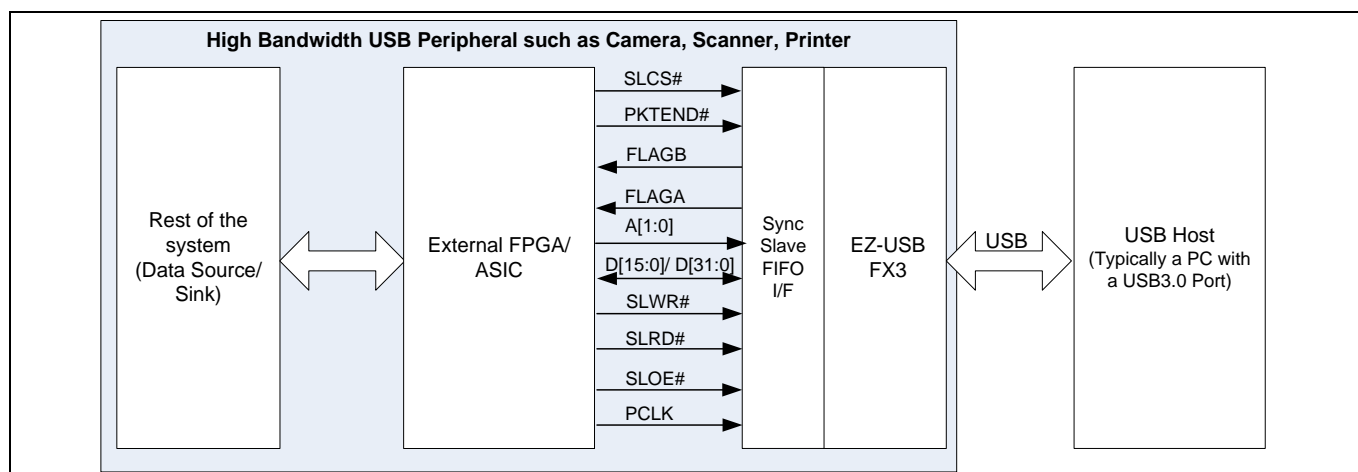 High Bandwidth USB Peripheral such as Camera, Scanner, Printer
Rest of the
system
(Data Source/
Sink)
External FPGA/
ASIC
SLCS#
PKTEND#
FLAGB
FLAGA
A[1:0]
D[15:0]/ D[31:0]
SLWR#
SLRD#
SLOE#
PCLK
Sync
Slave
FIFO
I/F
EZ-USB
FX3
USB
USB Host
(Typically a PC with
a USB3.0 Port)